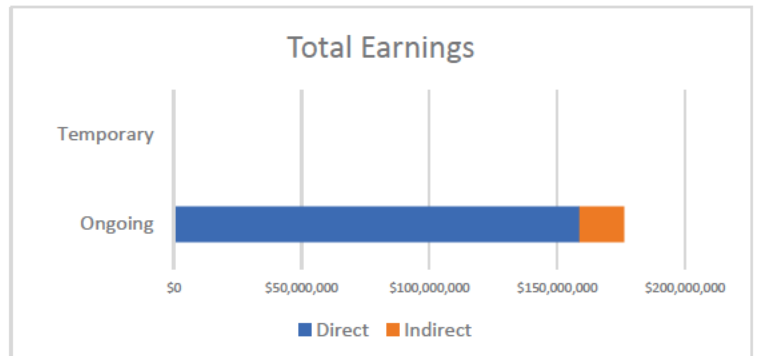 Total Earnings
Temporary
Ongoing
$0 $50,000,000 $100,000,000 $150,000,000 $200,000,000
Direct Indirect